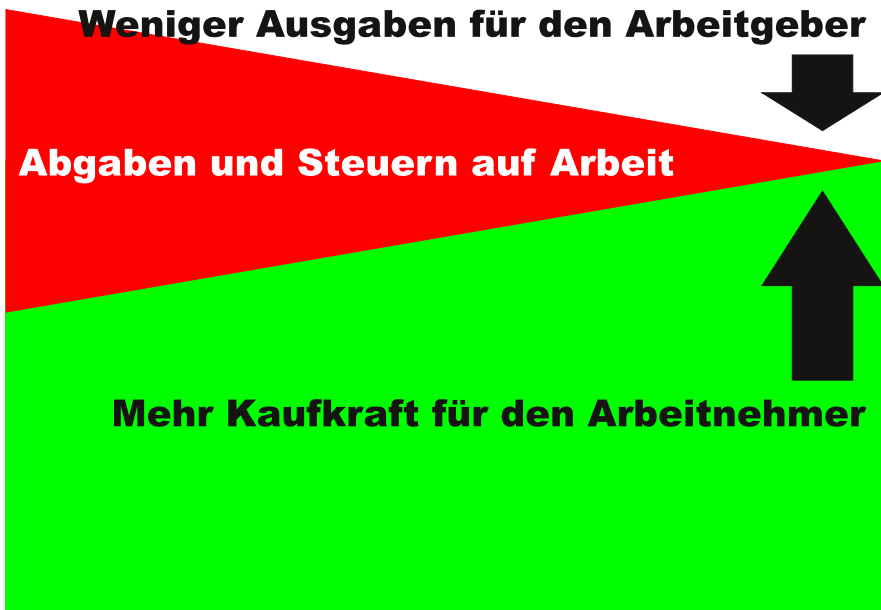 Weniger Ausgaben für den Arbeitgeber
Abgaben und Steuern auf Arbeit
Mehr Kaufkraft für den Arbeitnehmer